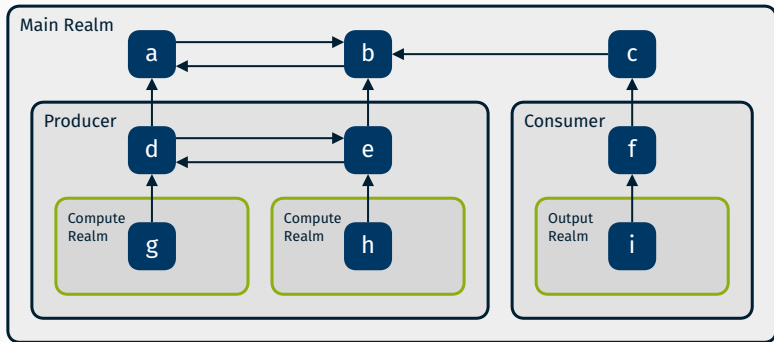 Main Realm
a
b
c
Producer
Consumer
d
e
f
Compute
Realm
Compute
Realm
Output
Realm
g
h
i